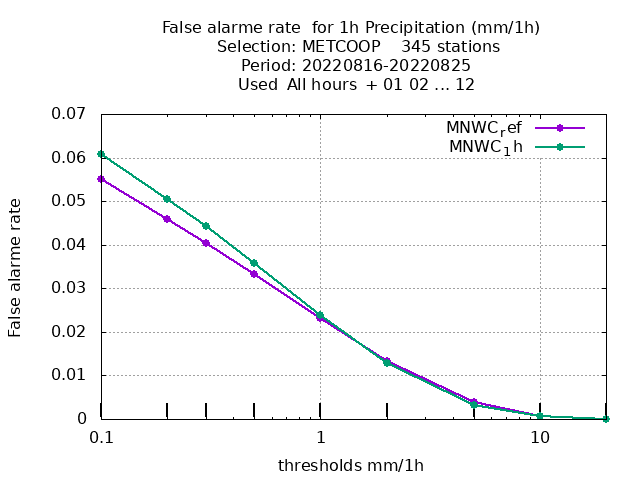 False alarme rate  for 1h Precipitation (mm/1h)
Selection: METCOOP    345 stations
Period: 20220816-20220825
Used  All hours  + 01 02 ... 12
MNWC_ref
MNWC_1h
0.07
0.06
0.05
0.04
0.03
0.02
0.01
0
False alarme rate
0.1
1
10
thresholds mm/1h